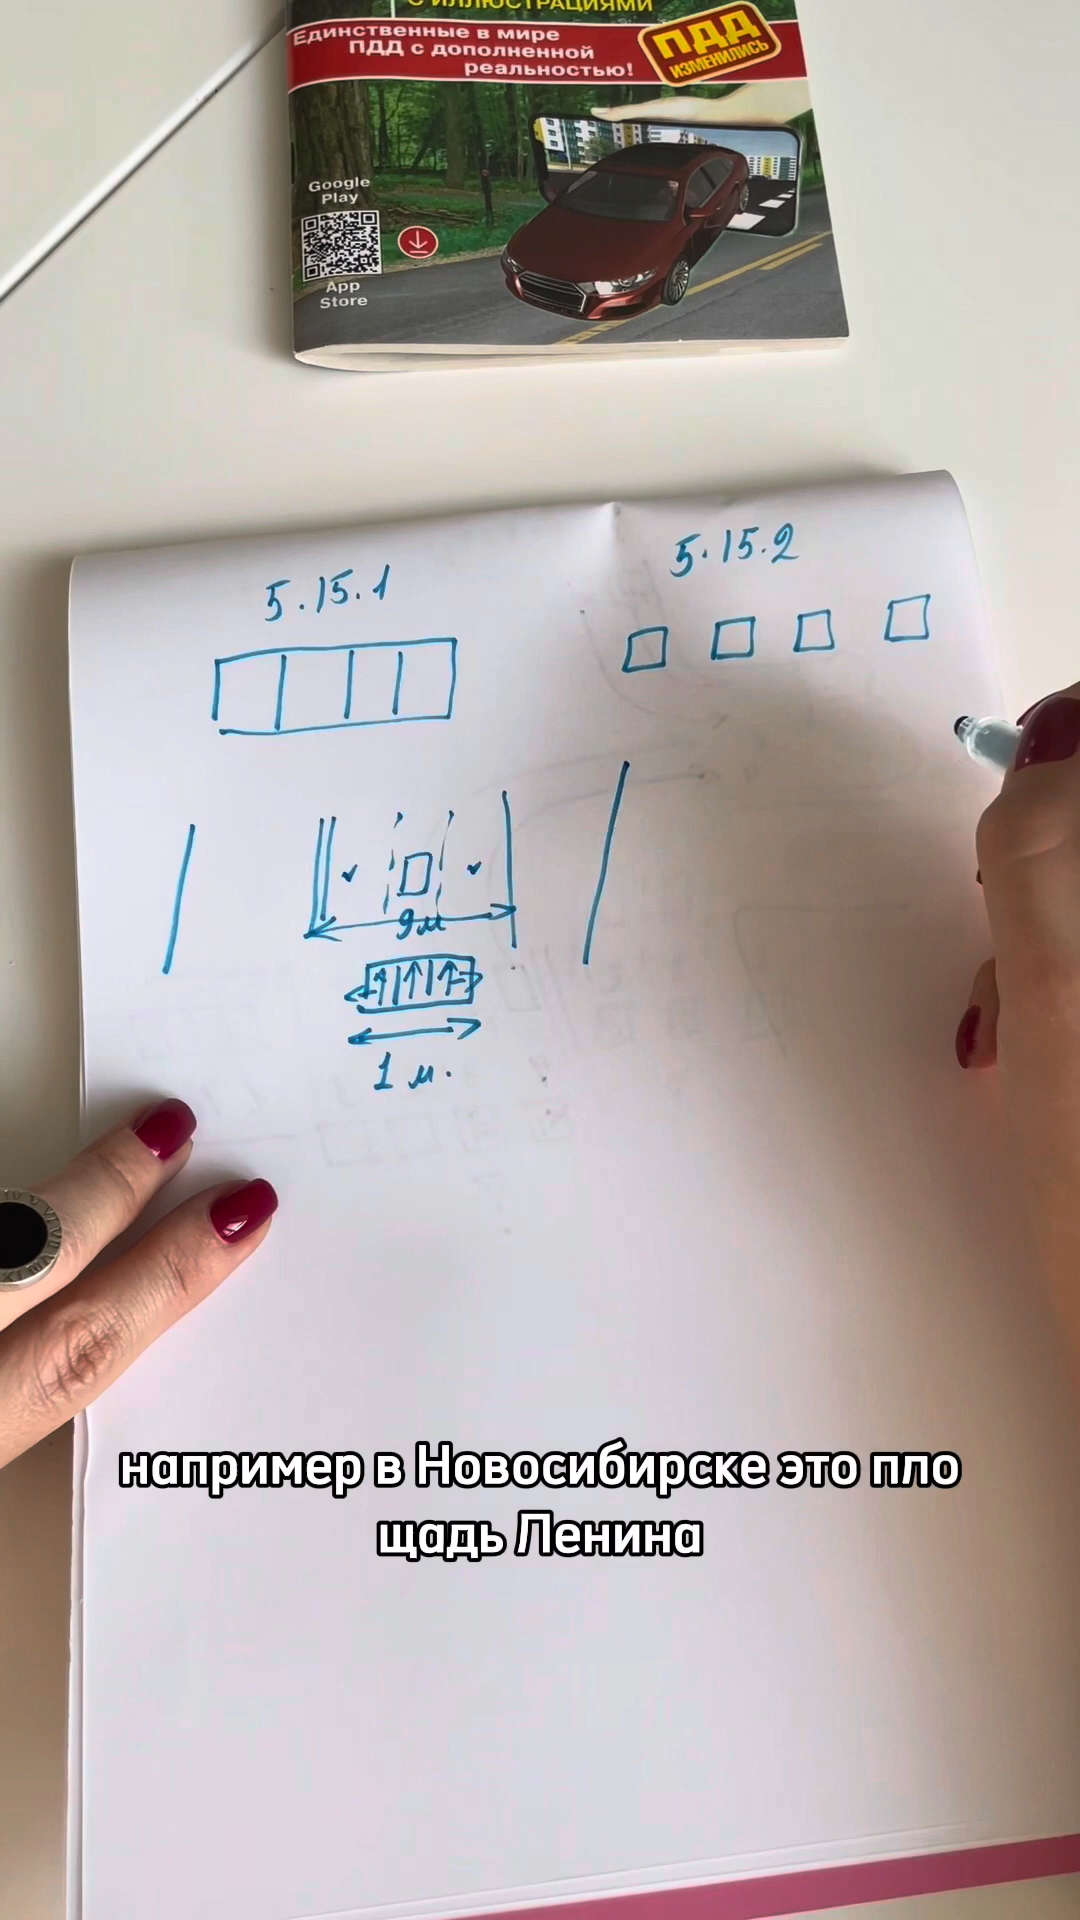 С ИЛЛЮСТРАЦИЯМИ
Единственные в мире
ПДД с дополненной
реальностью!
ПДД
ИЗМЕНИЛИСЬ
Google
Play
App
Store
5.15.1
5.15.2
9м
1 м.
например в Новосибирске это пло
щадь Ленина